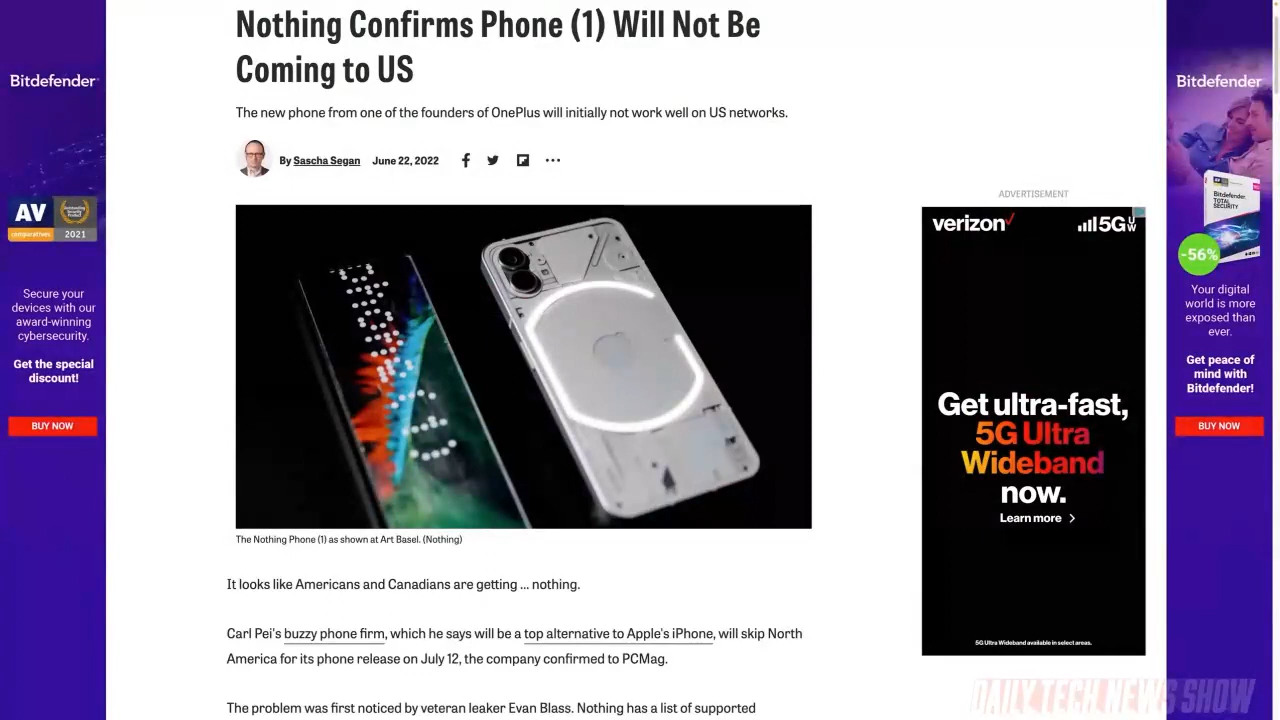 Nothing Confirms Phone (1) Will Not Be
Coming to US
The new phone from one of the founders of OnePlus will initially not work well on US networks.
By Sascha Segan June 22, 2022
The Nothing Phone (1) as shown at Art Basel. (Nothing)
It looks like Americans and Canadians are getting ... nothing.
Carl Pei's buzzy phone firm, which he says will be a top alternative to Apple's iPhone, will skip North
America for its phone release on July 12, the company confirmed to PCMag.
The problem was first noticed by veteran leaker Evan Blass. Nothing has a list of supported
Bitdefender
AV
comparatives
2021
Secure your
devices with our
award-winning
cybersecurity.
Get the special
discount!
BUY NOW
ADVERTISEMENT
verizon✓
5G UW
Get ultra-fast,
5G Ultra
Wideband
now.
Learn more >
5G Ultra Wideband available in select areas.
Bitdefender
Bitdefender
TOTAL
SECURITY
-56%
Your digital
world is more
exposed than
ever.
Get peace of
mind with
Bitdefender!
BUY NOW
DAILY TECH NEWS SHOW